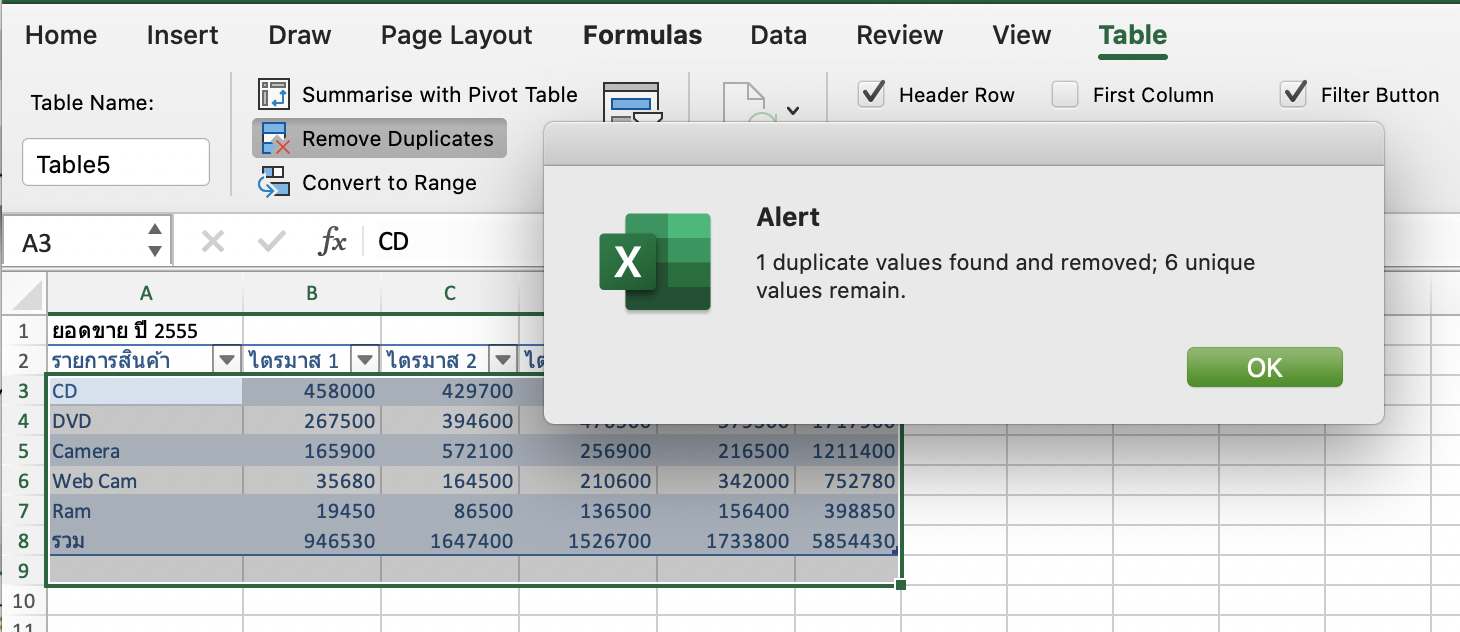 Home Insert Draw Page Layout Formulas Data Review View Table
Table Name:
Table5
Summarise with Pivot Table
Remove Duplicates
Convert to Range
Header Row First Column Filter Button
A3 fx CD
Alert
1 duplicate values found and removed; 6 unique
values remain.
OK
A B C
1 ยอดขาย ปี 2555
2 รายการสินค้า ไตรมาส 1 ไตรมาส 2
3 CD 458000 429700
4 DVD 267500 394600
5 Camera 165900 572100 256900 216500 1211400
6 Web Cam 35680 164500 210600 342000 752780
7 Ram 19450 86500 136500 156400 398850
8 รวม 946530 1647400 1526700 1733800 5854430
9
10
11